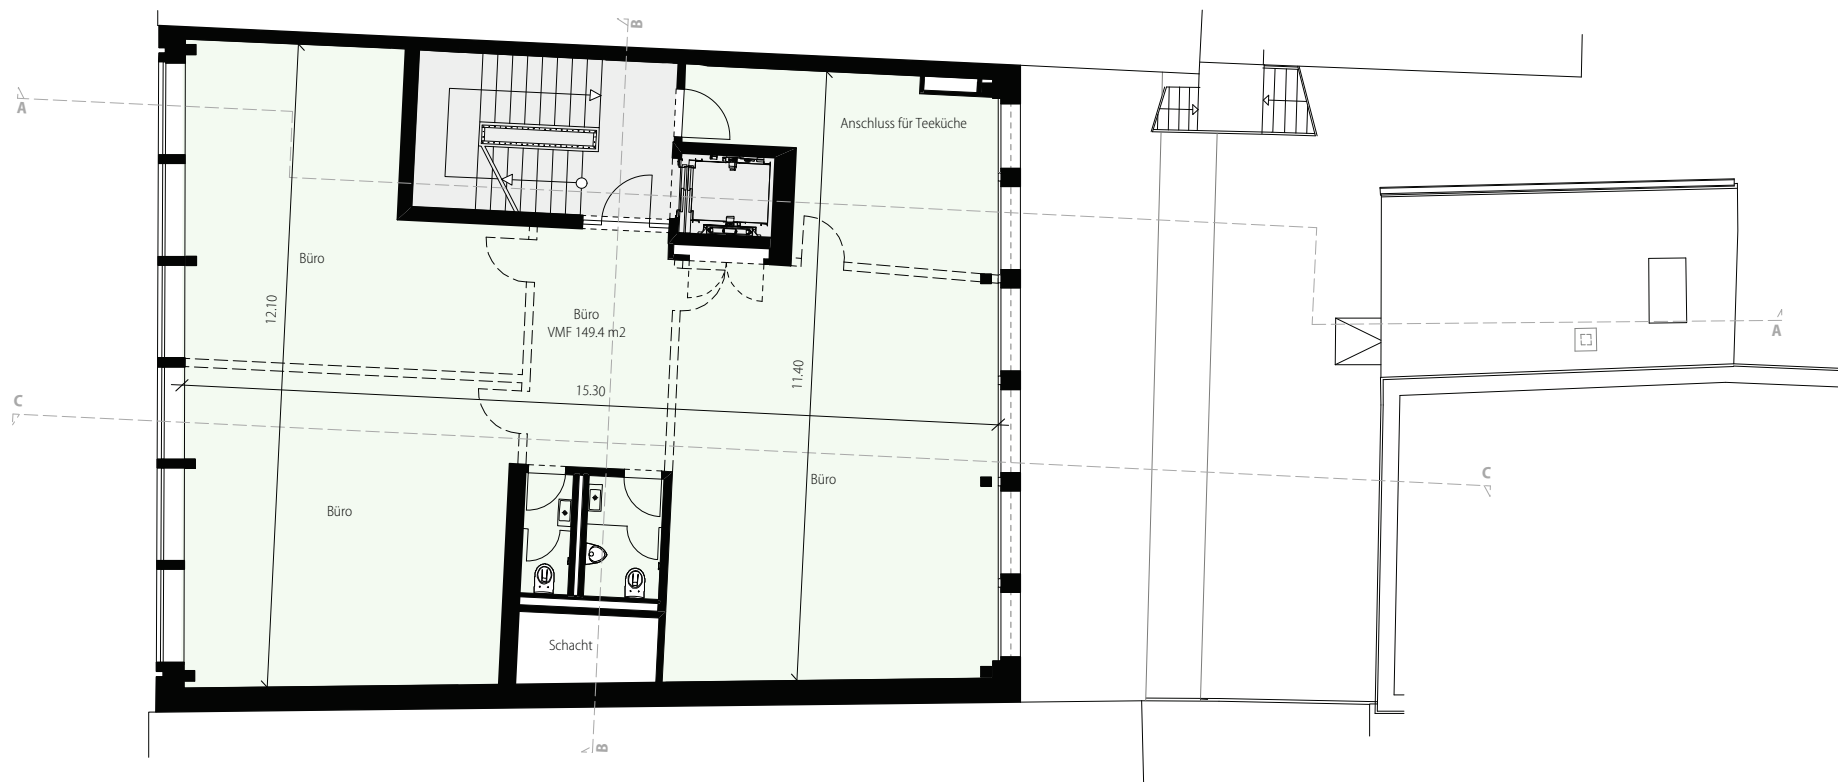 B
A
Anschluss für Teeküche
Büro
12.10
Büro
VMF 149.4 m2
A
11.40
15.30
C
C
Büro
Büro
Schacht
B